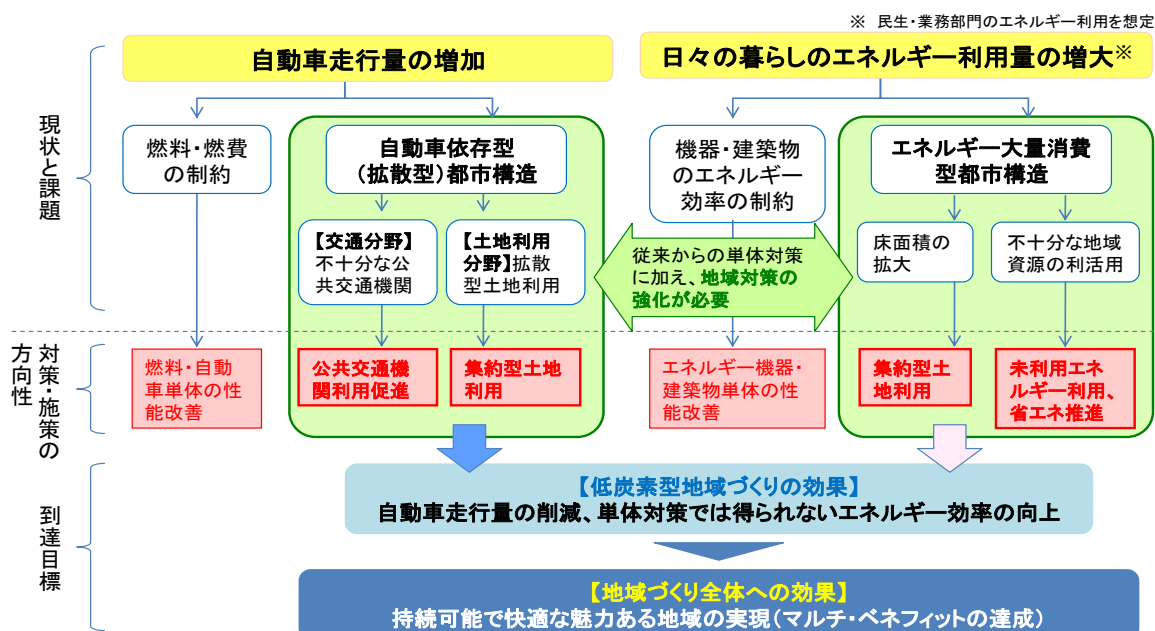 ※ 民生・業務部門のエネルギー利用を想定
自動車走行量の増加
日々の暮らしのエネルギー利用量の増大※
現状と課題
燃料・燃費
の制約
自動車依存型
(拡散型)都市構造
機器・建築物
のエネルギー
効率の制約
エネルギー大量消費
型都市構造
【交通分野】
不十分な公
共交通機関
【土地利用
分野】拡散
型土地利用
従来からの単体対策
に加え、地域対策の
強化が必要
床面積の
拡大
不十分な地域
資源の利活用
対策・施策の
方向性
燃料・自動
車単体の性
能改善
公共交通機
関利用促進
集約型土地
利用
エネルギー機器・
建築物単体の性
能改善
集約型土
地利用
未利用エネ
ルギー利用、
省エネ推進
到達目標
【低炭素型地域づくりの効果】
自動車走行量の削減、単体対策では得られないエネルギー効率の向上
【地域づくり全体への効果】
持続可能で快適な魅力ある地域の実現(マルチ・ベネフィットの達成)